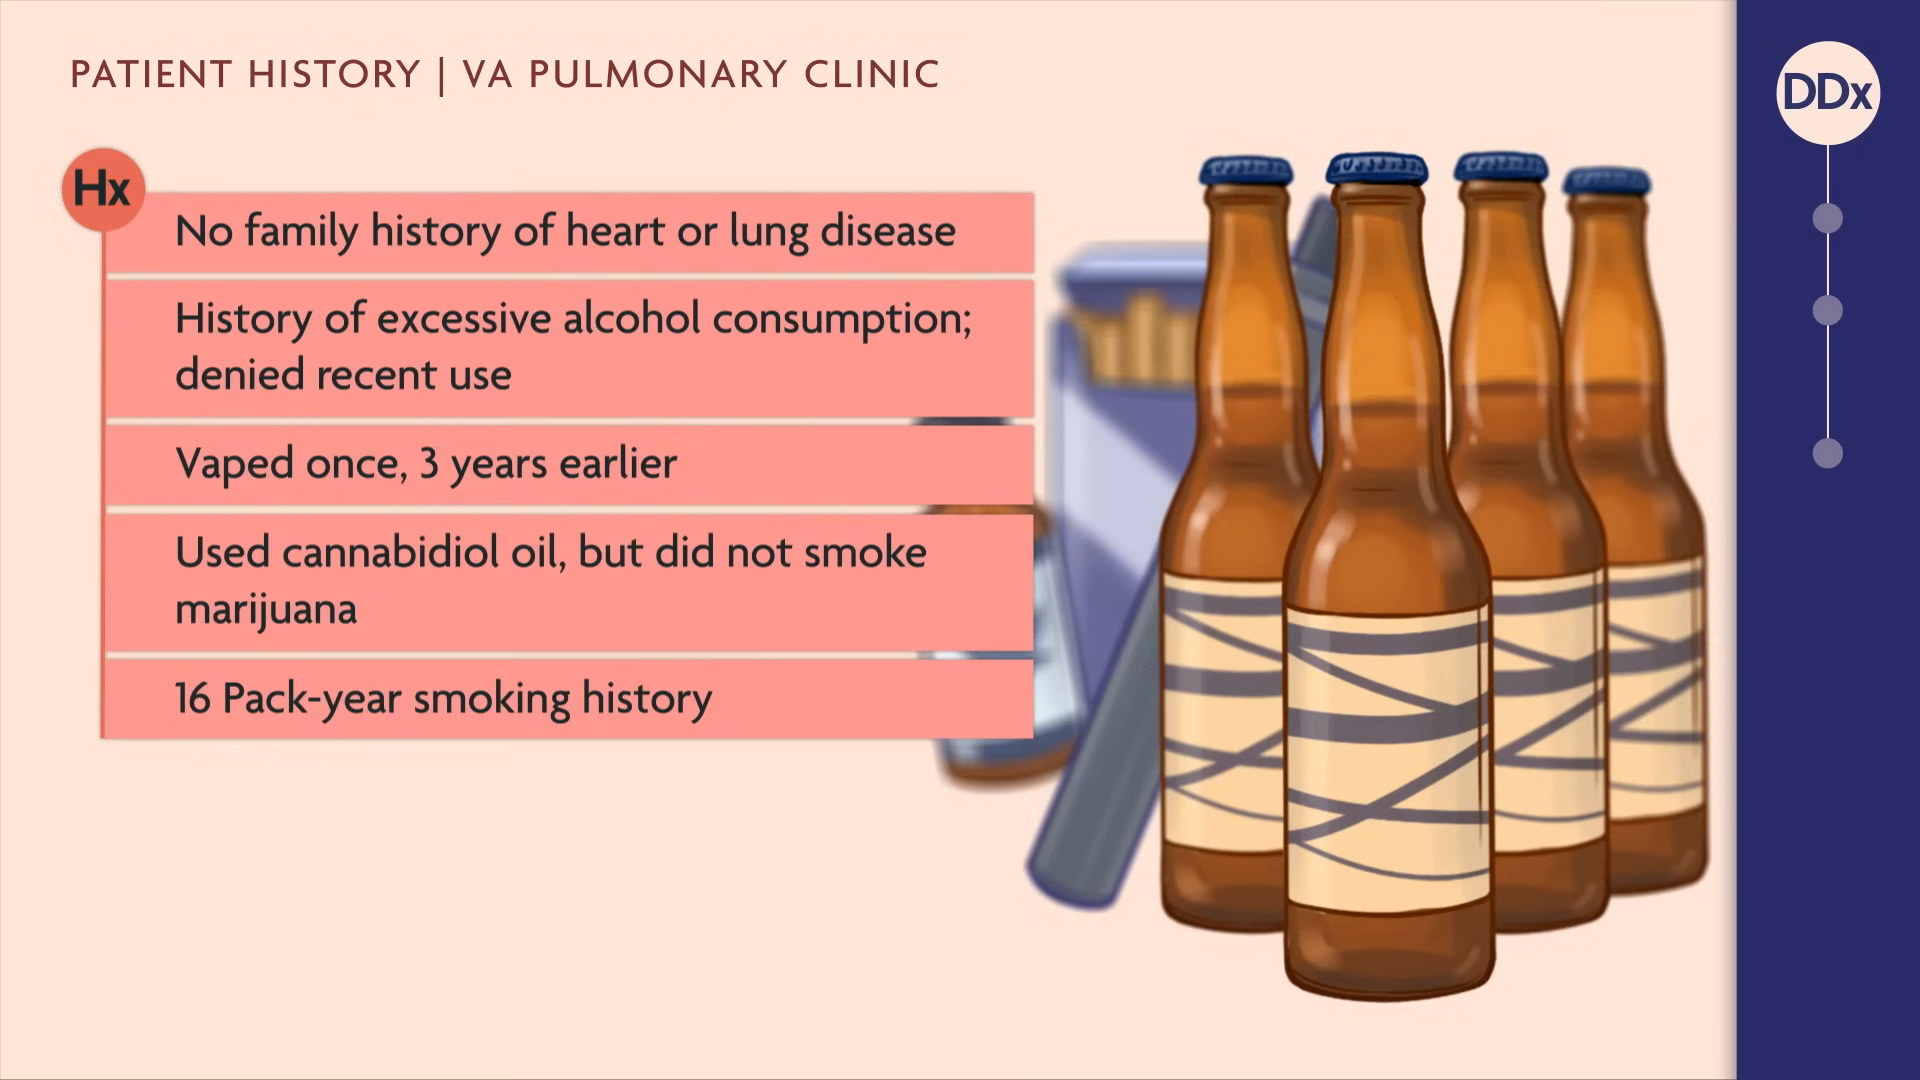 PATIENT HISTORY | VA PULMONARY CLINIC
DDx
Hx
No family history of heart or lung disease
History of excessive alcohol consumption;
denied recent use
Vaped once, 3 years earlier
Used cannabidiol oil, but did not smoke
marijuana
16 Pack-year smoking history